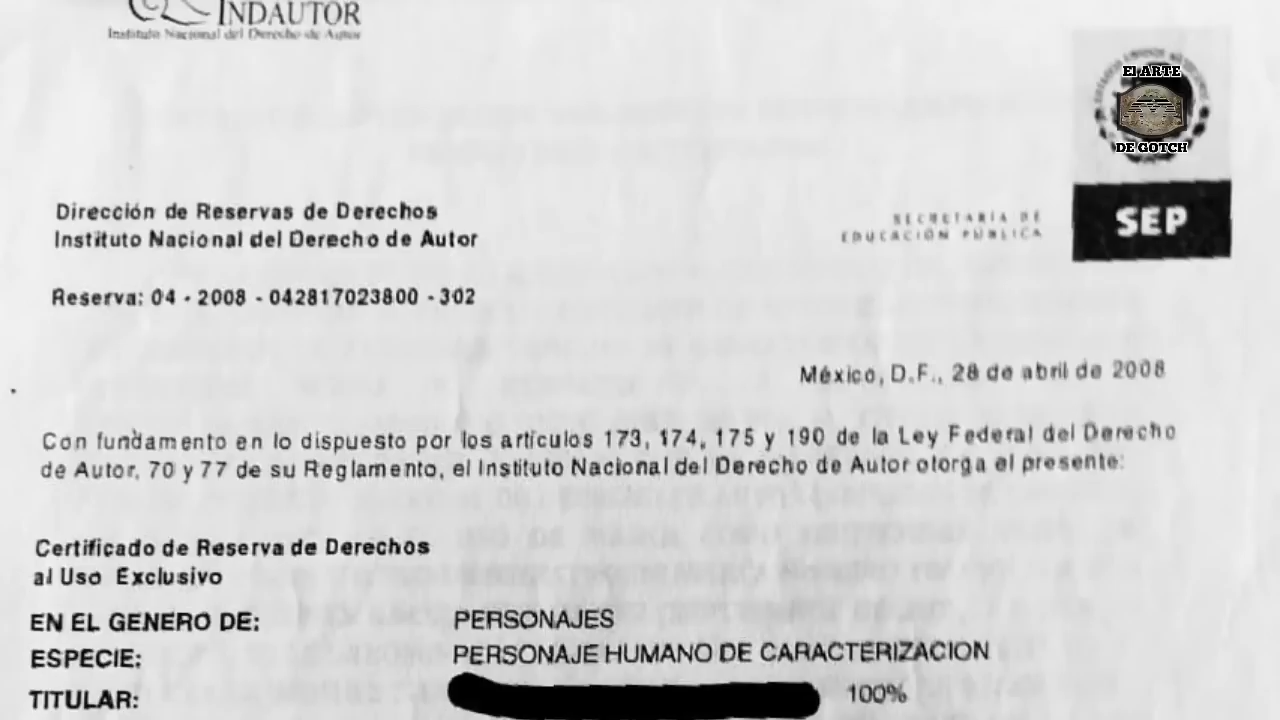 INDAUTOR
Instituto Nacional del Derecho de Autor
El ARTE
DE GOTCH
SEP
SECRETARÍA DE
EDUCACIÓN PÚBLICA
Dirección de Reservas de Derechos
Instituto Nacional del Derecho de Autor
Reserva: 04 - 2008 - 042817023800 - 302
México, D.F., 28 de abril de 2008
Con fundamento en lo dispuesto por los artículos 173, 174, 175 y 190 de la Ley Federal del Derecho
de Autor, 70 y 77 de su Reglamento, el Instituto Nacional del Derecho de Autor otorga el presente:
Certificado de Reserva de Derechos
al Uso Exclusivo
EN EL GENERO DE: PERSONAJES
ESPECIE: PERSONAJE HUMANO DE CARACTERIZACION
TITULAR: 100%